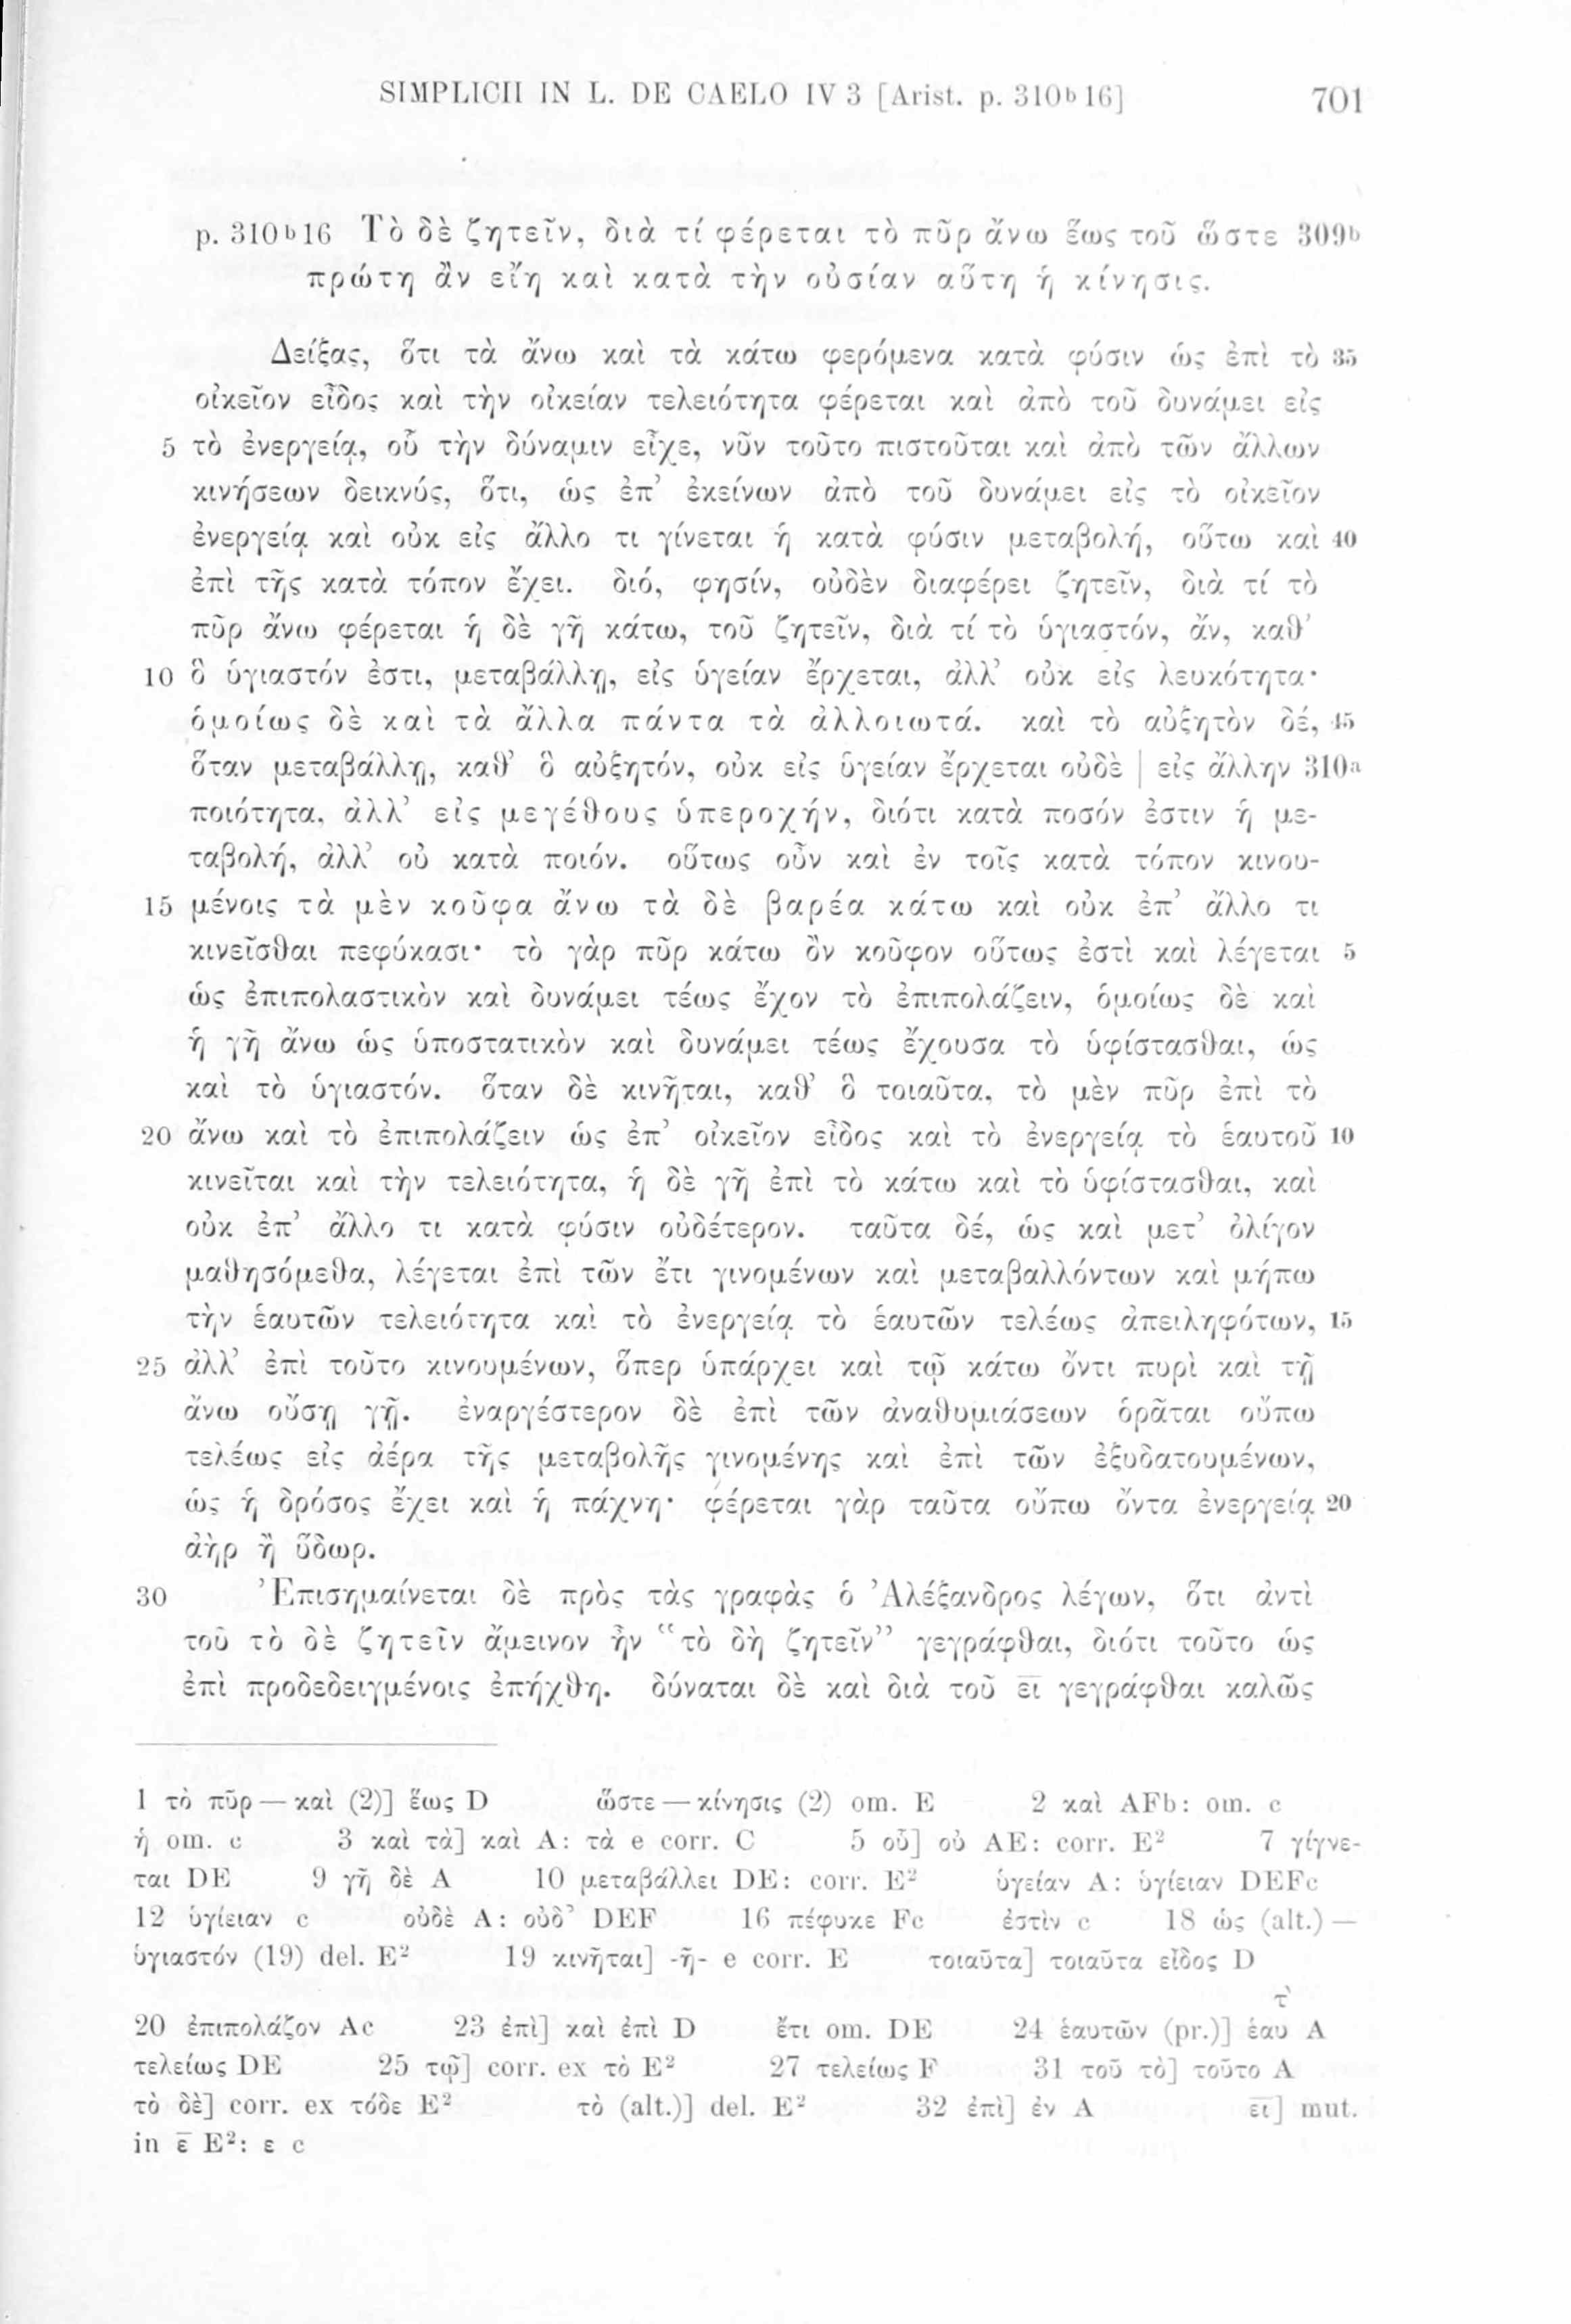 SIMPLICII IN L. DE CAELO IV 3 [Arist. p. 310ᵇ16] 701
p. 310ᵇ16 Τὸ δὲ ζητεῖν, διὰ τί φέρεται τὸ πῦρ ἄνω ἕως τοῦ ὥστε 309ᵇ
πρώτη ἂν εἴη καὶ κατὰ τὴν οὐσίαν αὕτη ἡ κίνησις.
Δείξας, ὅτι τὰ ἄνω καὶ τὰ κάτω φερόμενα κατὰ φύσιν ὡς ἐπὶ τὸ 35
οἰκεῖον εἶδος καὶ τὴν οἰκείαν τελειότητα φέρεται καὶ ἀπὸ τοῦ δυνάμει εἰς
5 τὸ ἐνεργείᾳ, οὗ τὴν δύναμιν εἶχε, νῦν τοῦτο πιστοῦται καὶ ἀπὸ τῶν ἄλλων
κινήσεων δεικνύς, ὅτι, ὡς ἐπ’ ἐκείνων ἀπὸ τοῦ δυνάμει εἰς τὸ οἰκεῖον
ἐνεργείᾳ καὶ οὐκ εἰς ἄλλο τι γίνεται ἡ κατὰ φύσιν μεταβολή, οὕτω καὶ 40
ἐπὶ τῆς κατὰ τόπον ἔχει. διό, φησίν, οὐδὲν διαφέρει ζητεῖν, διὰ τί τὸ
πῦρ ἄνω φέρεται ἡ δὲ γῆ κάτω, τοῦ ζητεῖν, διὰ τί τὸ ὑγιαστόν, ἄν, καθ’
10 ὃ ὑγιαστόν ἐστι, μεταβάλλῃ, εἰς ὑγείαν ἔρχεται, ἀλλ’ οὐκ εἰς λευκότητα·
ὁμοίως δὲ καὶ τὰ ἄλλα πάντα τὰ ἀλλοιωτά. καὶ τὸ αὐξητὸν δέ, 45
ὅταν μεταβάλλῃ, καθ’ ὃ αὐξητόν, οὐκ εἰς ὑγείαν ἔρχεται οὐδὲ | εἰς ἄλλην 310ᵃ
ποιότητα, ἀλλ’ εἰς μεγέθους ὑπεροχήν, διότι κατὰ ποσόν ἐστιν ἡ με-
ταβολή, ἀλλ’ οὐ κατὰ ποιόν. οὕτως οὖν καὶ ἐν τοῖς κατὰ τόπον κινου-
15 μένοις τὰ μὲν κοῦφα ἄνω τὰ δὲ βαρέα κάτω καὶ οὐκ ἐπ’ ἄλλο τι
κινεῖσθαι πεφύκασι· τὸ γὰρ πῦρ κάτω ὂν κοῦφον οὕτως ἐστὶ καὶ λέγεται 5
ὡς ἐπιπολαστικὸν καὶ δυνάμει τέως ἔχον τὸ ἐπιπολάζειν, ὁμοίως δὲ καὶ
ἡ γῆ ἄνω ὡς ὑποστατικὸν καὶ δυνάμει τέως ἔχουσα τὸ ὑφίστασθαι, ὡς
καὶ τὸ ὑγιαστόν. ὅταν δὲ κινῆται, καθ’ ὃ τοιαῦτα, τὸ μὲν πῦρ ἐπὶ τὸ
20 ἄνω καὶ τὸ ἐπιπολάζειν ὡς ἐπ’ οἰκεῖον εἶδος καὶ τὸ ἐνεργείᾳ τὸ ἑαυτοῦ 10
κινεῖται καὶ τὴν τελειότητα, ἡ δὲ γῆ ἐπὶ τὸ κάτω καὶ τὸ ὑφίστασθαι, καὶ
οὐκ ἐπ’ ἄλλο τι κατὰ φύσιν οὐδέτερον. ταῦτα δέ, ὡς καὶ μετ’ ὀλίγον
μαθησόμεθα, λέγεται ἐπὶ τῶν ἔτι γινομένων καὶ μεταβαλλόντων καὶ μήπω
τὴν ἑαυτῶν τελειότητα καὶ τὸ ἐνεργείᾳ τὸ ἑαυτῶν τελέως ἀπειληφότων, 15
25 ἀλλ’ ἐπὶ τοῦτο κινουμένων, ὅπερ ὑπάρχει καὶ τῷ κάτω ὄντι πυρὶ καὶ τῇ
ἄνω οὔσῃ γῇ. ἐναργέστερον δὲ ἐπὶ τῶν ἀναθυμιάσεων ὁρᾶται οὔπω
τελέως εἰς ἀέρα τῆς μεταβολῆς γινομένης καὶ ἐπὶ τῶν ἐξυδατουμένων,
ὡς ἡ δρόσος ἔχει καὶ ἡ πάχνη· φέρεται γὰρ ταῦτα οὔπω ὄντα ἐνεργείᾳ 20
ἀὴρ ἢ ὕδωρ.
30 Ἐπισημαίνεται δὲ πρὸς τὰς γραφὰς ὁ Ἀλέξανδρος λέγων, ὅτι ἀντὶ
τοῦ τὸ δὲ ζητεῖν ἄμεινον ἦν “τὸ δὴ ζητεῖν” γεγράφθαι, διότι τοῦτο ὡς
ἐπὶ προδεδειγμένοις ἐπήχθη. δύναται δὲ καὶ διὰ τοῦ ε̅ι̅ γεγράφθαι καλῶς
1 τὸ πῦρ — καὶ (2)] ἕως D ὥστε — κίνησις (2) om. E 2 καὶ AFb: om. c
ἡ om. c 3 καὶ τὰ] καὶ A: τὰ e corr. C 5 οὗ] οὐ AE: corr. E² 7 γίγνε-
ται DE 9 γῆ δὲ A 10 μεταβάλλει DE: corr. E² ὑγείαν A: ὑγίειαν DEFc
12 ὑγίειαν c οὐδὲ A: οὐδ’ DEF 16 πέφυκε Fc ἐστὶν c 18 ὡς (alt.) —
ὑγιαστόν (19) del. E² 19 κινῆται] -ῆ- e corr. E τοιαῦτα] τοιαῦτα εἶδος D
20 ἐπιπολάζον Ac 23 ἐπὶ] καὶ ἐπὶ D ἔτι om. DE 24 ἑαυτῶν (pr.)] ἑαυτ̀ A
τελείως DE 25 τῷ] corr. ex τὸ E² 27 τελείως F 31 τοῦ τὸ] τοῦτο A
τὸ δὲ] corr. ex τόδε E² τὸ (alt.)] del. E² 32 ἐπὶ] ἐν A ε̅ι̅] mut.
in ε̅ E²: ε c